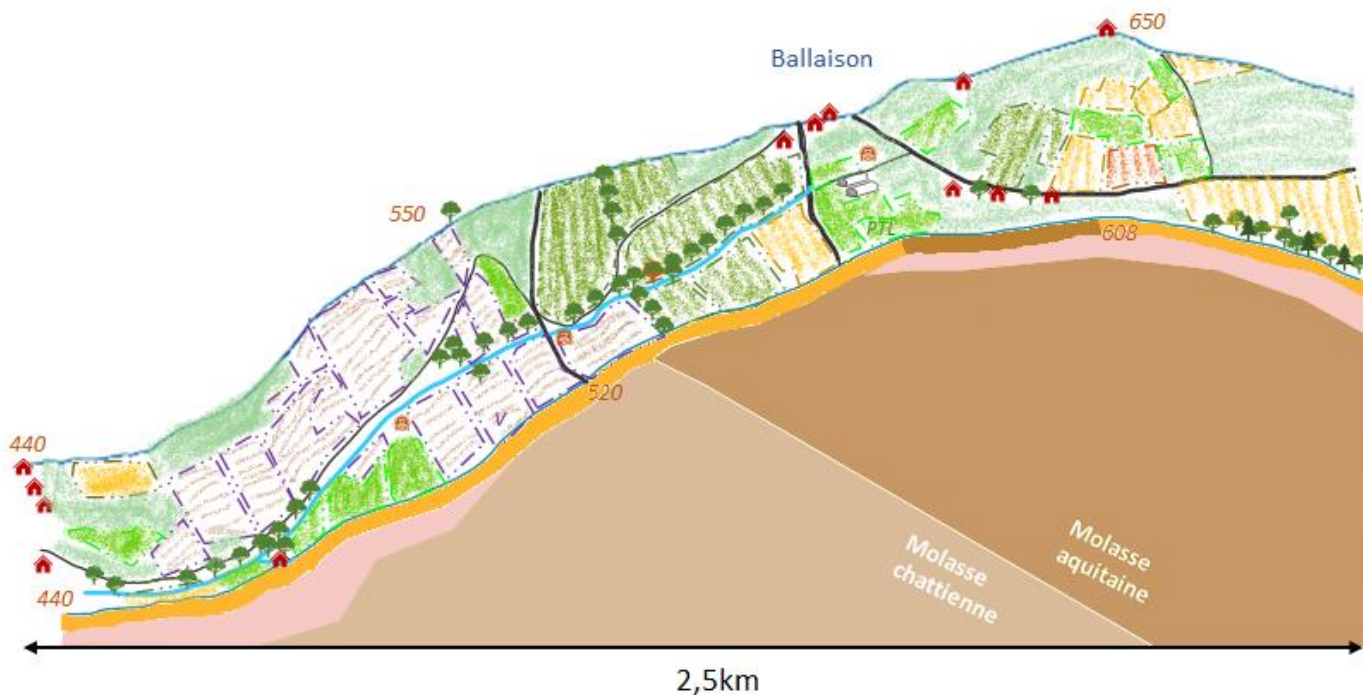 650
Ballaison
550
PTL
608
520
V
440
Molasse
aquitaine
Molasse
chattienne
440
2,5km